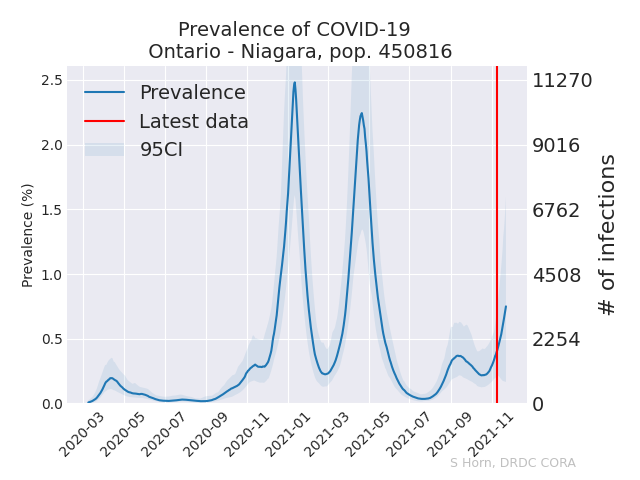 Prevalence of COVID-19
Ontario - Niagara, pop. 450816
Prevalence
Latest data
95CI
Prevalence (%)
2.5
2.0
1.5
1.0
0.5
0.0
11270
9016
6762
4508
2254
0
# of infections
2020-03
2020-05
2020-07
2020-09
2020-11
2021-01
2021-03
2021-05
2021-07
2021-09
2021-11
S Horn, DRDC CORA